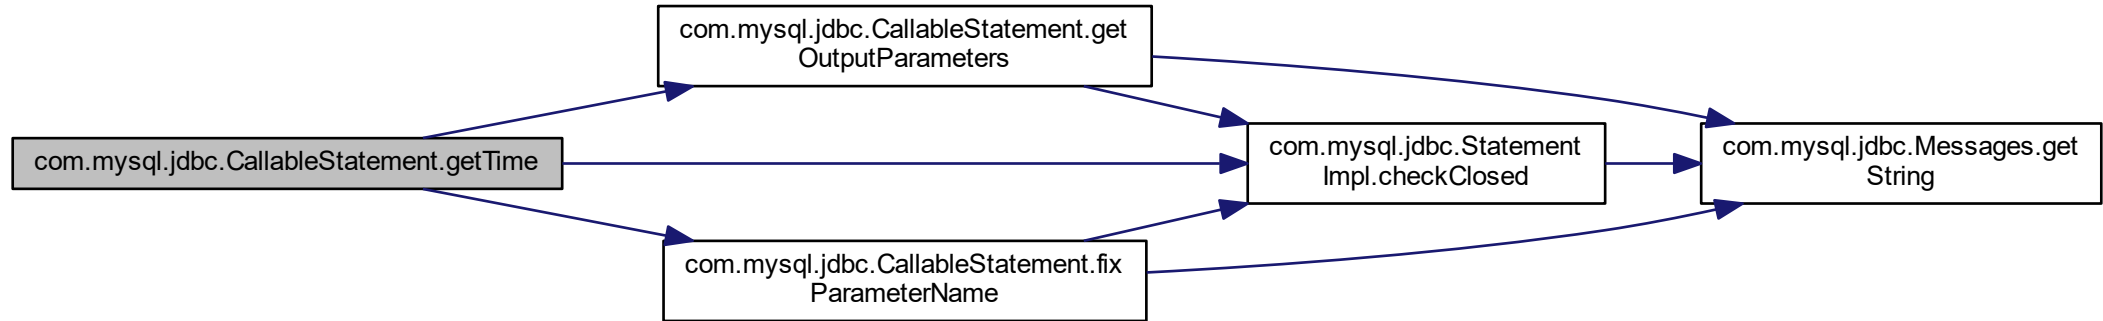 com.mysql.jdbc.CallableStatement.getTime
com.mysql.jdbc.CallableStatement.get
OutputParameters
com.mysql.jdbc.CallableStatement.fix
ParameterName
com.mysql.jdbc.Statement
Impl.checkClosed
com.mysql.jdbc.Messages.get
String